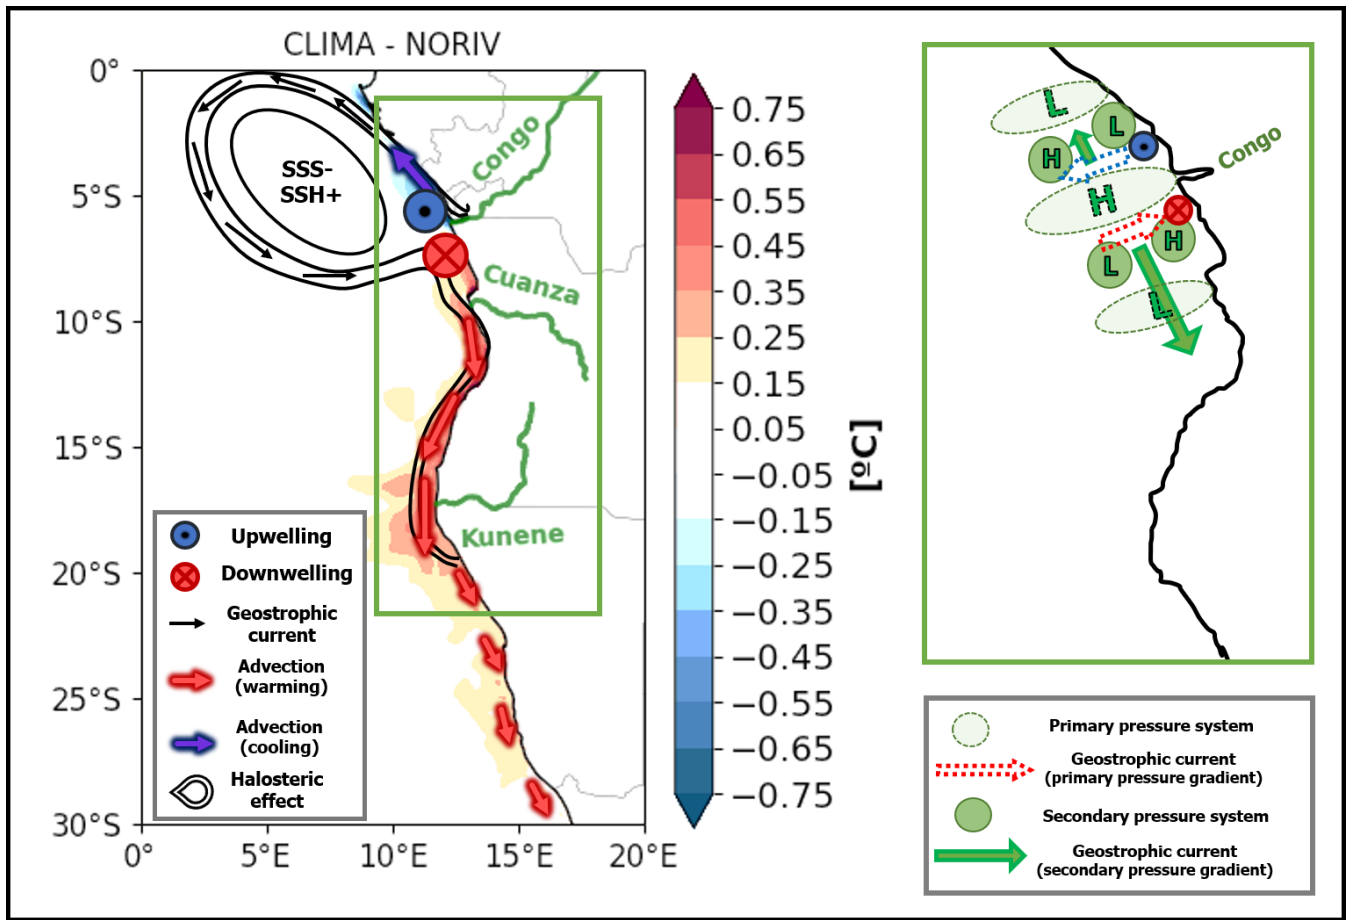 CLIMA - NORIV
0°
5°S
10°S
15°S
20°S
25°S
30°S
0°
5°E
10°E
15°E
20°E
SSS-
SSH+
Congo
Cuanza
Kunene
Upwelling
Downwelling
Geostrophic
current
Advection
(warming)
Advection
(cooling)
Halosteric
effect
0.75
0.65
0.55
0.45
0.35
0.25
0.15
0.05
−0.05
−0.15
−0.25
−0.35
−0.45
−0.55
−0.65
−0.75
[ºC]
L
L
H
H
Congo
H
L
L
Primary pressure system
Geostrophic current
(primary pressure gradient)
Secondary pressure system
Geostrophic current
(secondary pressure gradient)